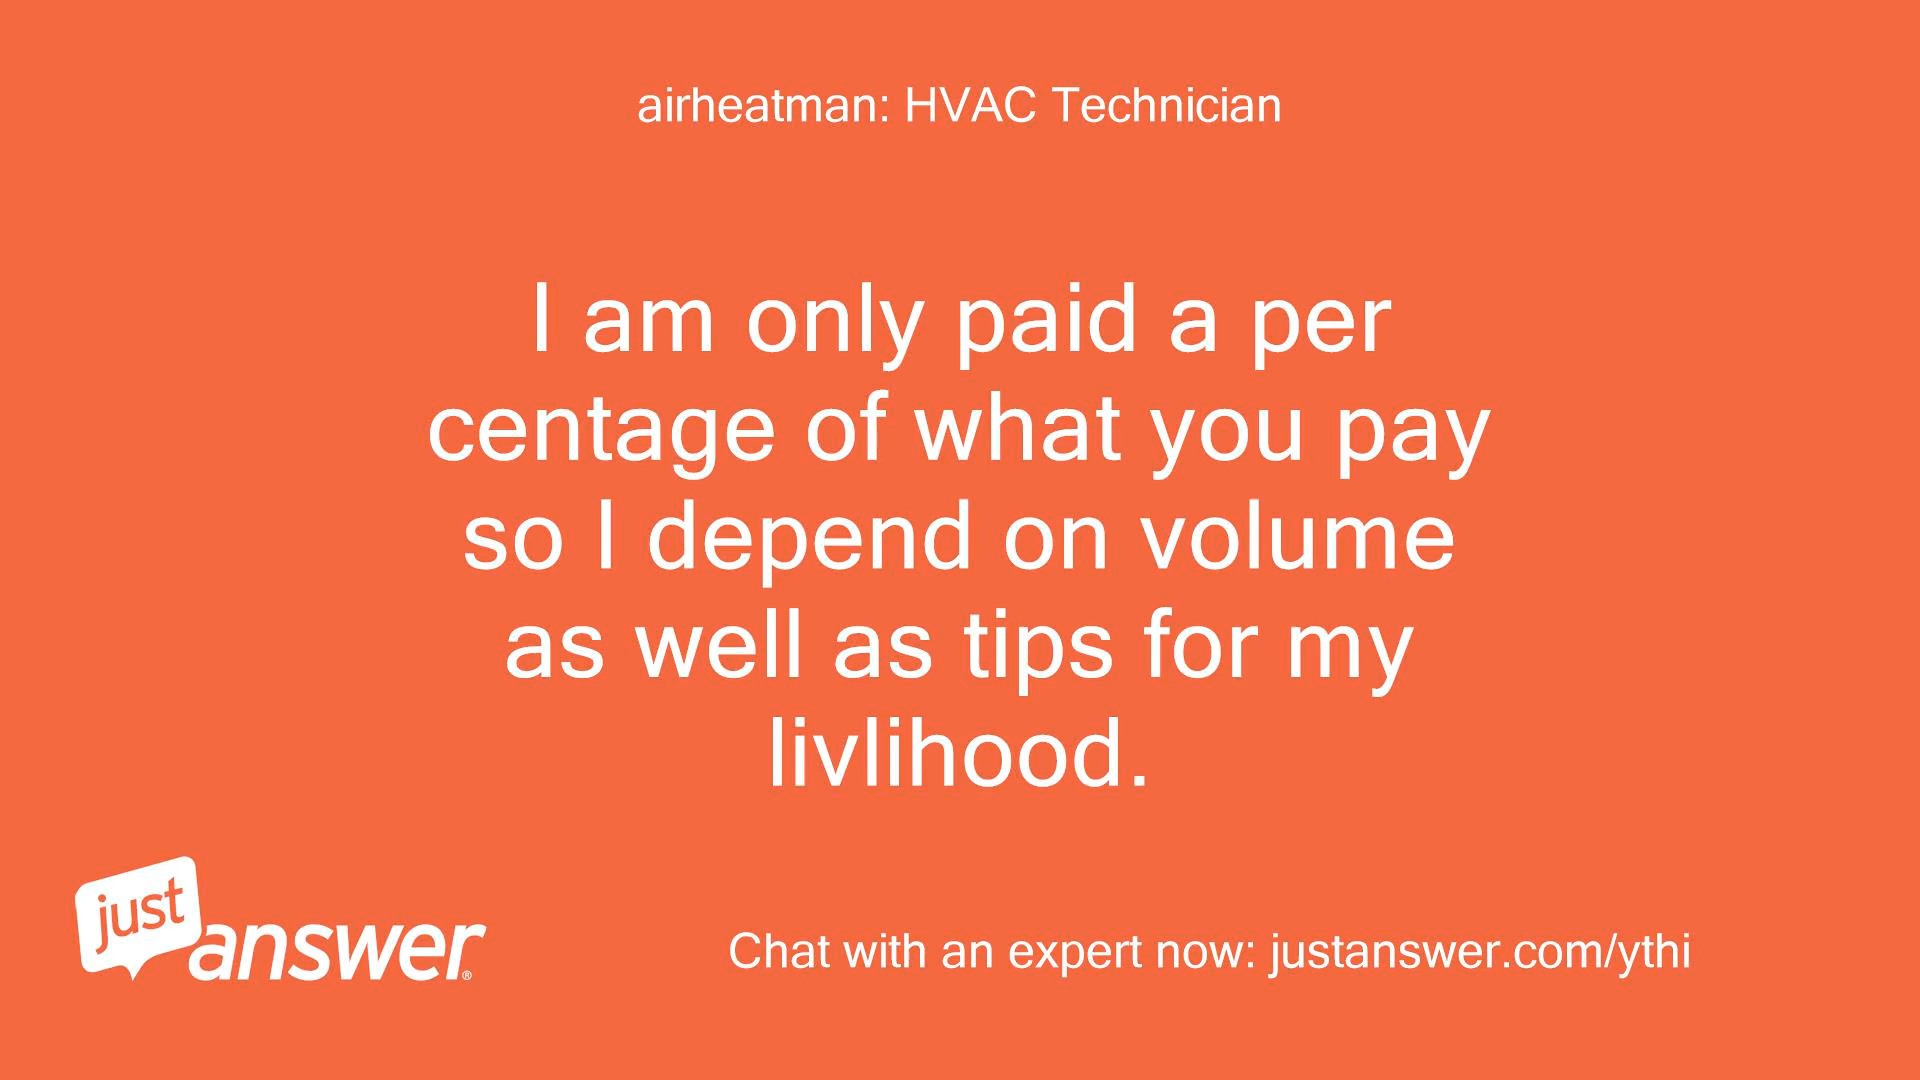 airheatman: HVAC Technician
I am only paid a per
centage of what you pay
so I depend on volume
as well as tips for my
livlihood.
just
answer®
Chat with an expert now: justanswer.com/ythi